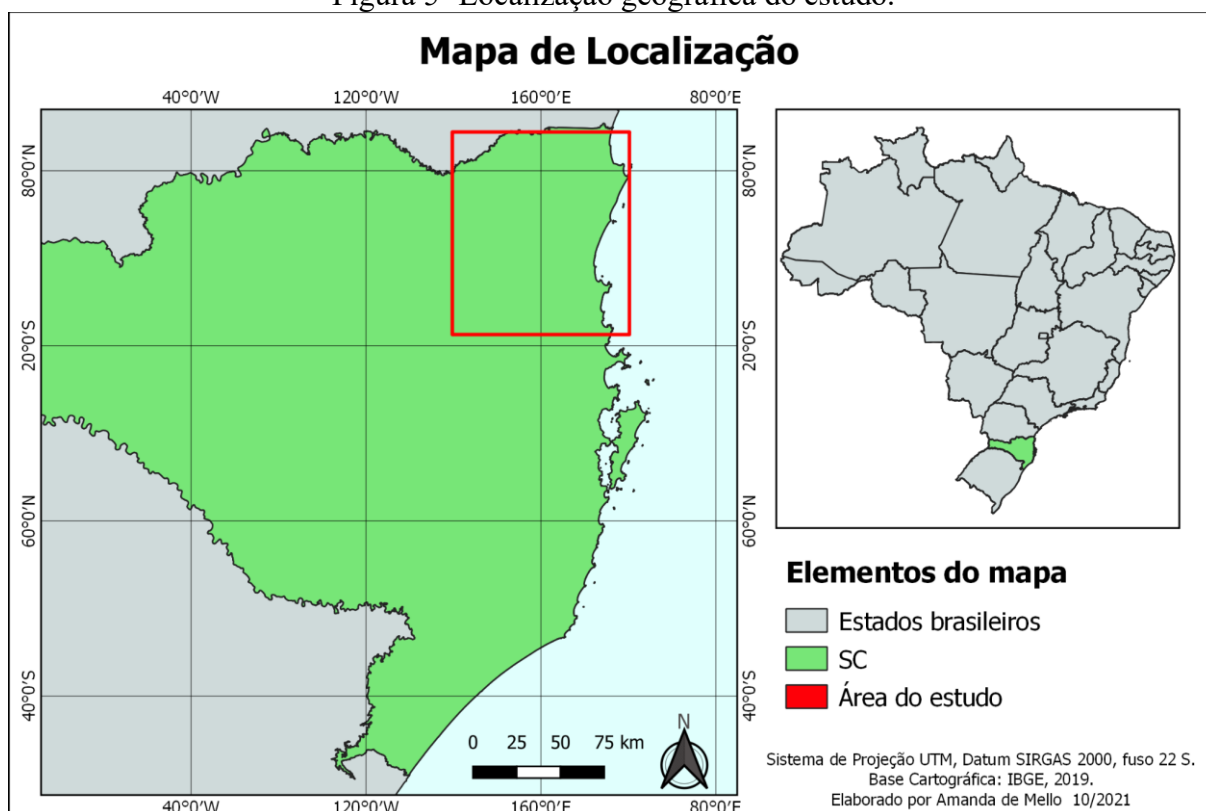 Figura 5- Localização geográfica do estudo.
Mapa de Localização
40°0'W 120°0'W 160°0'E 80°0'E
80°0'N 80°0'N
20°0'S 20°0'S
60°0'N 60°0'N
40°0'S 40°0'S
N
0 25 50 75 km
40°0'W 120°0'W 160°0'E 80°0'E
Elementos do mapa
Estados brasileiros
SC
Área do estudo
Sistema de Projeção UTM, Datum SIRGAS 2000, fuso 22 S.
Base Cartográfica: IBGE, 2019.
Elaborado por Amanda de Mello 10/2021